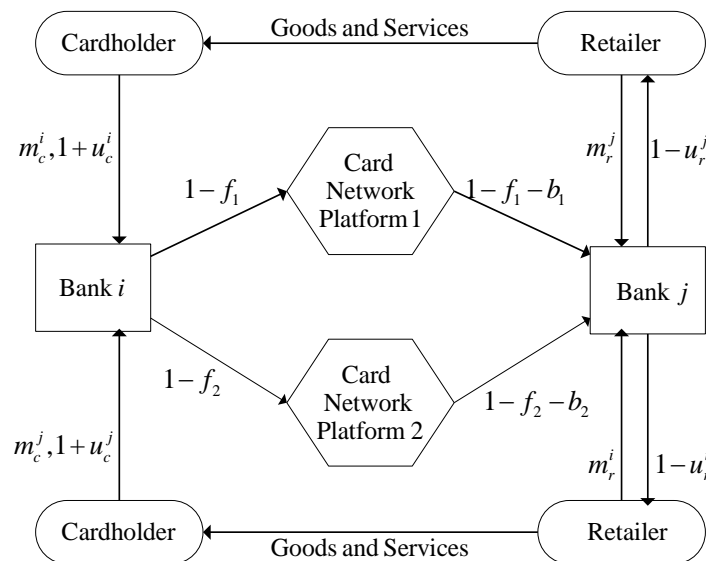 Goods and Services
Cardholder
Retailer
m_c^i, 1 + u_c^i
m_r^j
1 − u_r^j
Card
Network
Platform 1
1 − f_1
1 − f_1 − b_1
Bank i
Bank j
Card
Network
Platform 2
1 − f_2
1 − f_2 − b_2
m_c^j, 1 + u_c^j
m_r^i
Cardholder
Retailer
Goods and Services